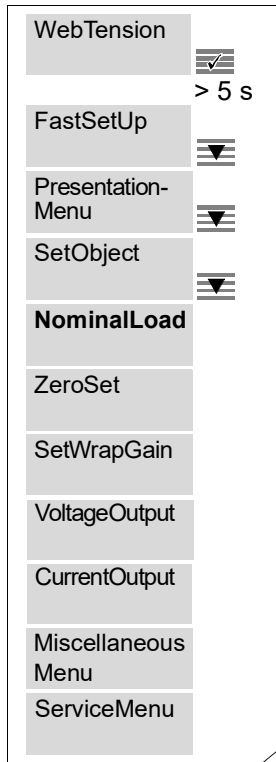 WebTension
> 5 s
FastSetUp
Presentation-
Menu
SetObject
NominalLoad
ZeroSet
SetWrapGain
VoltageOutput
CurrentOutput
Miscellaneous
Menu
ServiceMenu